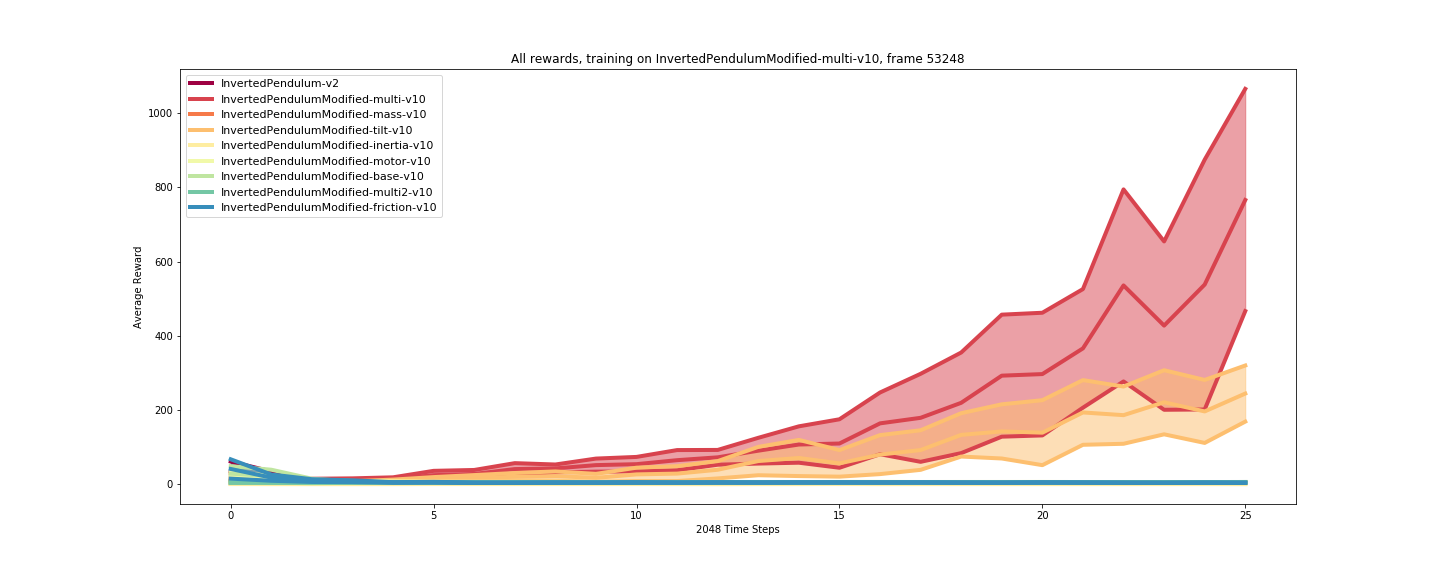 All rewards, training on InvertedPendulumModified-multi-v10, frame 53248
InvertedPendulum-v2
InvertedPendulumModified-multi-v10
InvertedPendulumModified-mass-v10
InvertedPendulumModified-tilt-v10
InvertedPendulumModified-inertia-v10
InvertedPendulumModified-motor-v10
InvertedPendulumModified-base-v10
InvertedPendulumModified-multi2-v10
InvertedPendulumModified-friction-v10
Average Reward
1000
800
600
400
200
0
0 5 10 15 20 25
2048 Time Steps